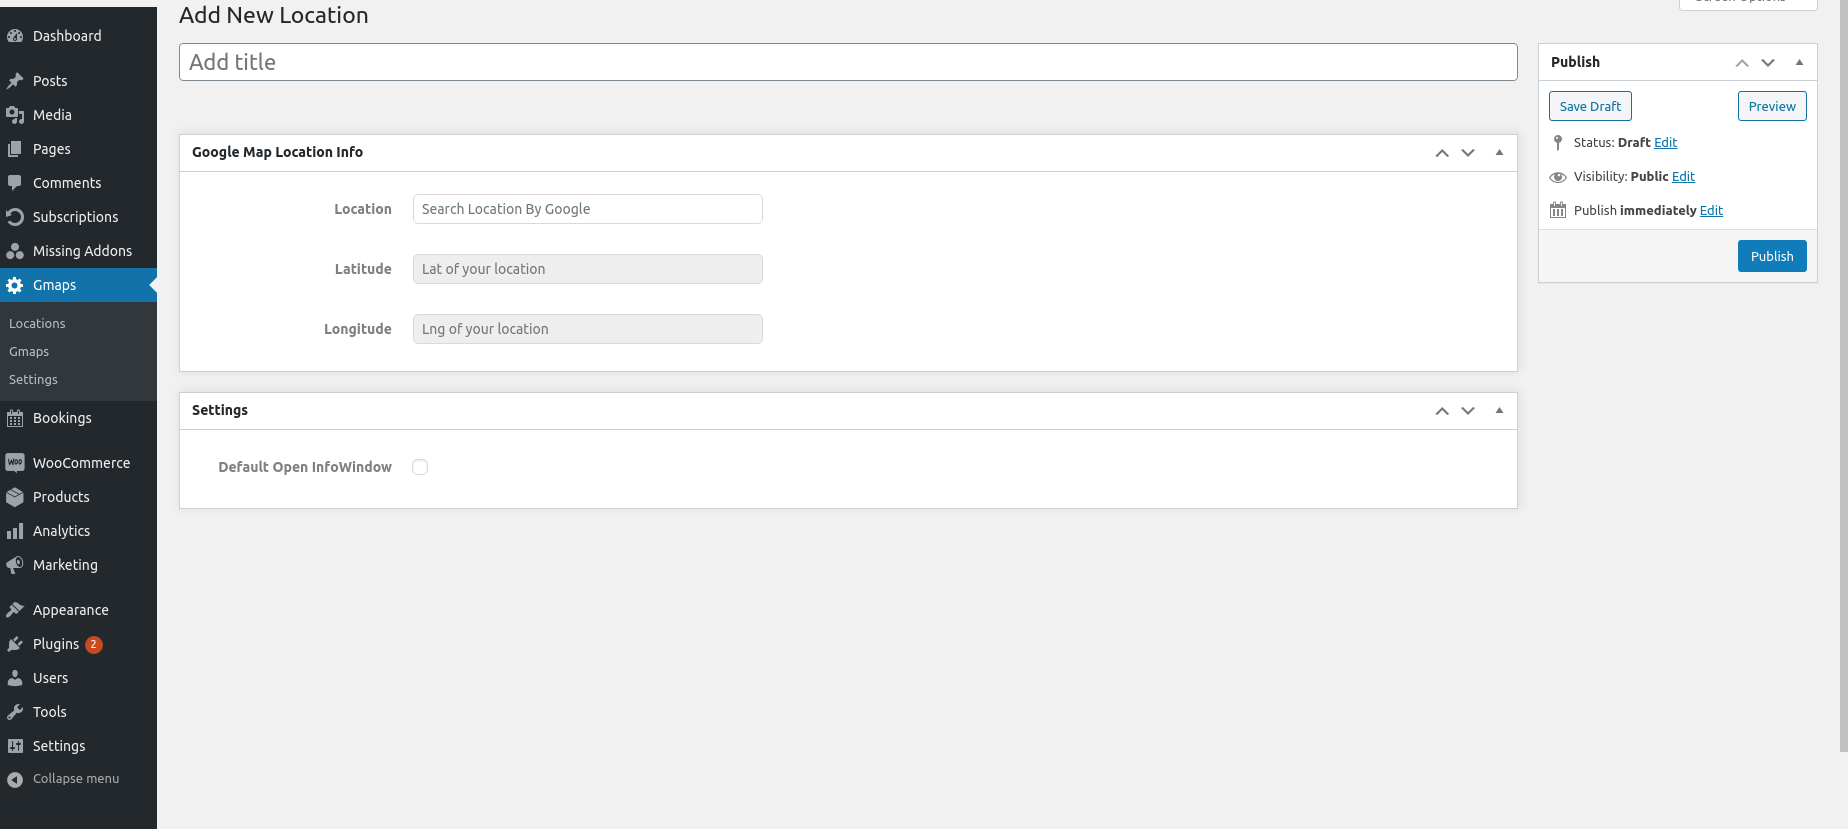 Dashboard
Posts
Media
Pages
Comments
Subscriptions
Missing Addons
Gmaps
Locations
Gmaps
Settings
Bookings
WOO
WooCommerce
Products
Analytics
Marketing
Appearance
Plugins 2
Users
Tools
Settings
Collapse menu
Add New Location
Screen Options
Add title
Google Map Location Info
Location Search Location By Google
Latitude Lat of your location
Longitude Lng of your location
Settings
Default Open InfoWindow
Publish
Save Draft Preview
Status: Draft Edit
Visibility: Public Edit
Publish immediately Edit
Publish